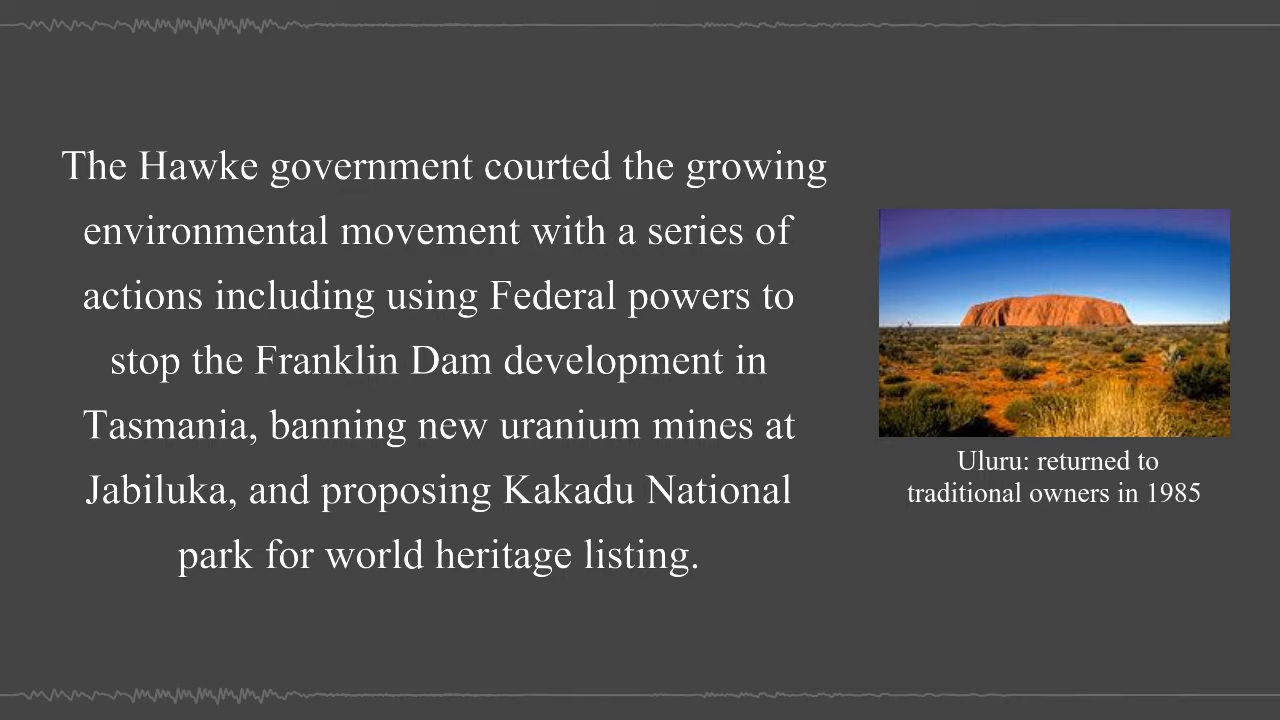 The Hawke government courted the growing
environmental movement with a series of
actions including using Federal powers to
stop the Franklin Dam development in
Tasmania, banning new uranium mines at
Jabiluka, and proposing Kakadu National
park for world heritage listing.
Uluru: returned to
traditional owners in 1985